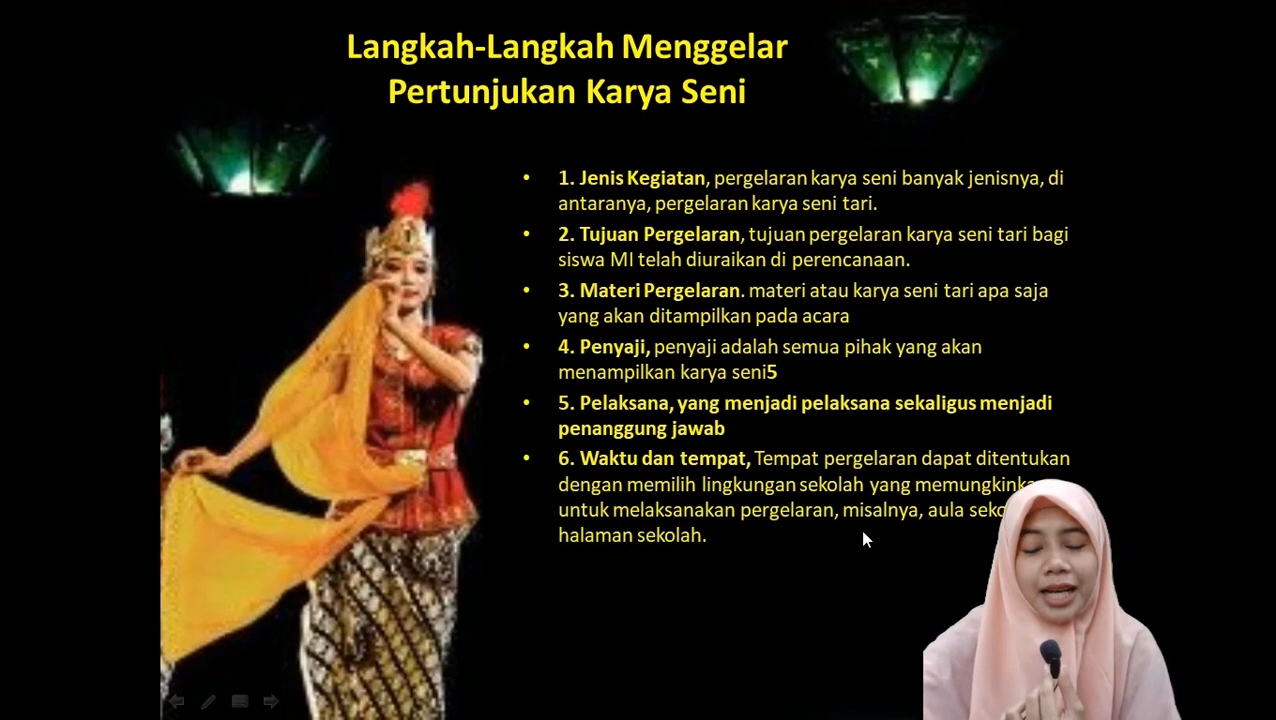 Langkah-Langkah Menggelar
Pertunjukan Karya Seni
• 1. Jenis Kegiatan, pergelaran karya seni banyak jenisnya, di
antaranya, pergelaran karya seni tari.
• 2. Tujuan Pergelaran, tujuan pergelaran karya seni tari bagi
siswa MI telah diuraikan di perencanaan.
• 3. Materi Pergelaran. materi atau karya seni tari apa saja
yang akan ditampilkan pada acara
• 4. Penyaji, penyaji adalah semua pihak yang akan
menampilkan karya seni5
• 5. Pelaksana, yang menjadi pelaksana sekaligus menjadi
penanggung jawab
• 6. Waktu dan tempat, Tempat pergelaran dapat ditentukan
dengan memilih lingkungan sekolah yang
untuk melaksanakan pergelaran, misalnya, aula
halaman sekolah.